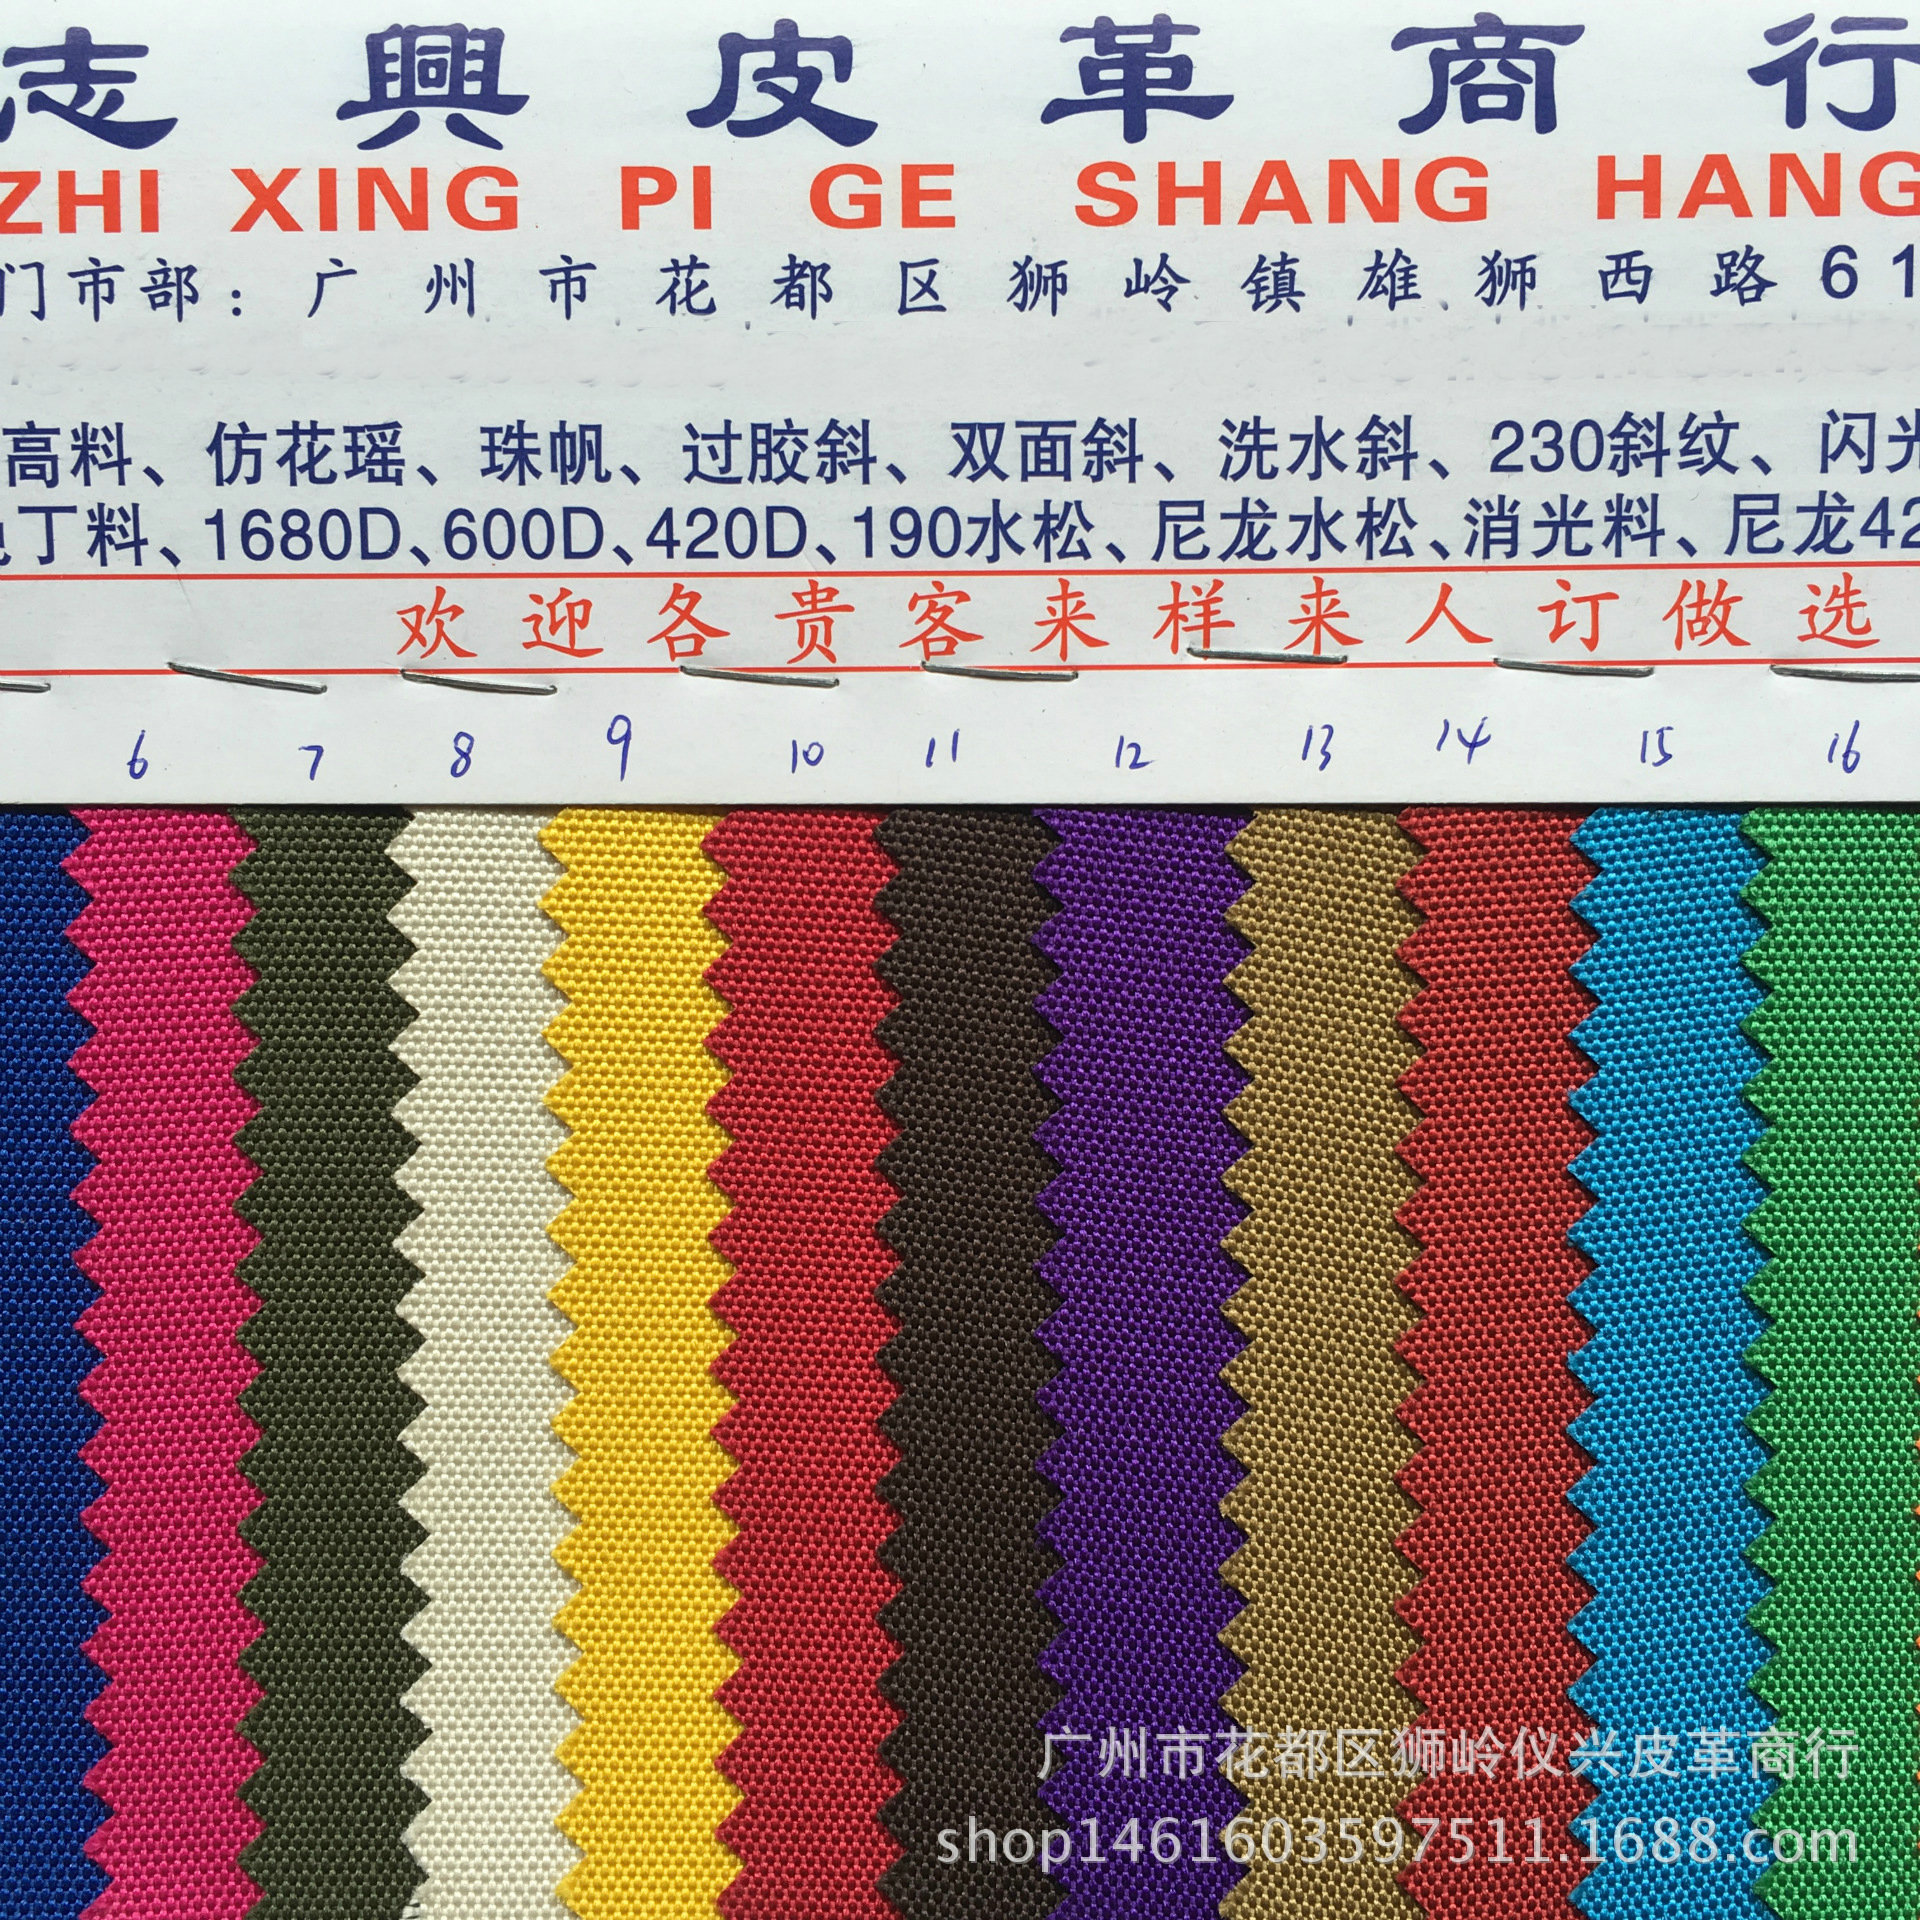 志興皮革商行
ZHI XING PI GE SHANG HANG
门市部：广州市花都区狮岭镇雄狮西路61
高料、仿花瑶、珠帆、过胶斜、双面斜、洗水斜、230斜纹、闪光
丁料、1680D、600D、420D、190水松、尼龙水松、消光料、尼龙42
欢迎各贵客来样来人订做选
6 7 8 9 10 11 12 13 14 15 16
广州市花都区狮岭仪兴皮革商行
shop1461603597511.1688.com